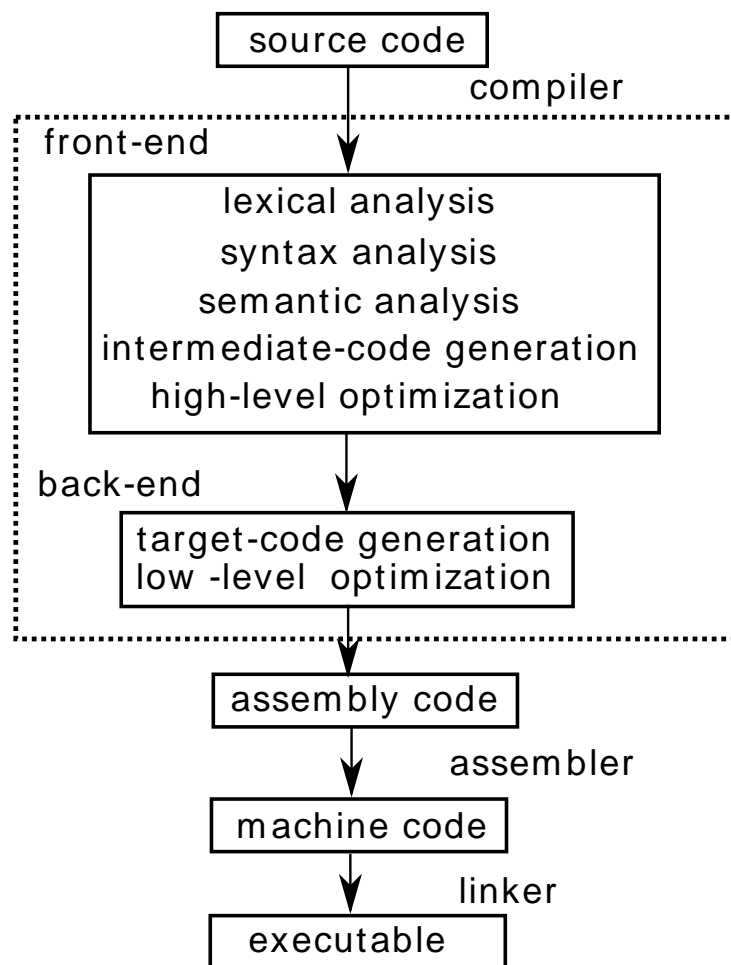 source code
compiler
front-end
lexical analysis
syntax analysis
semantic analysis
intermediate-code generation
high-level optimization
back-end
target-code generation
low -level optimization
assembly code
assembler
machine code
linker
executable